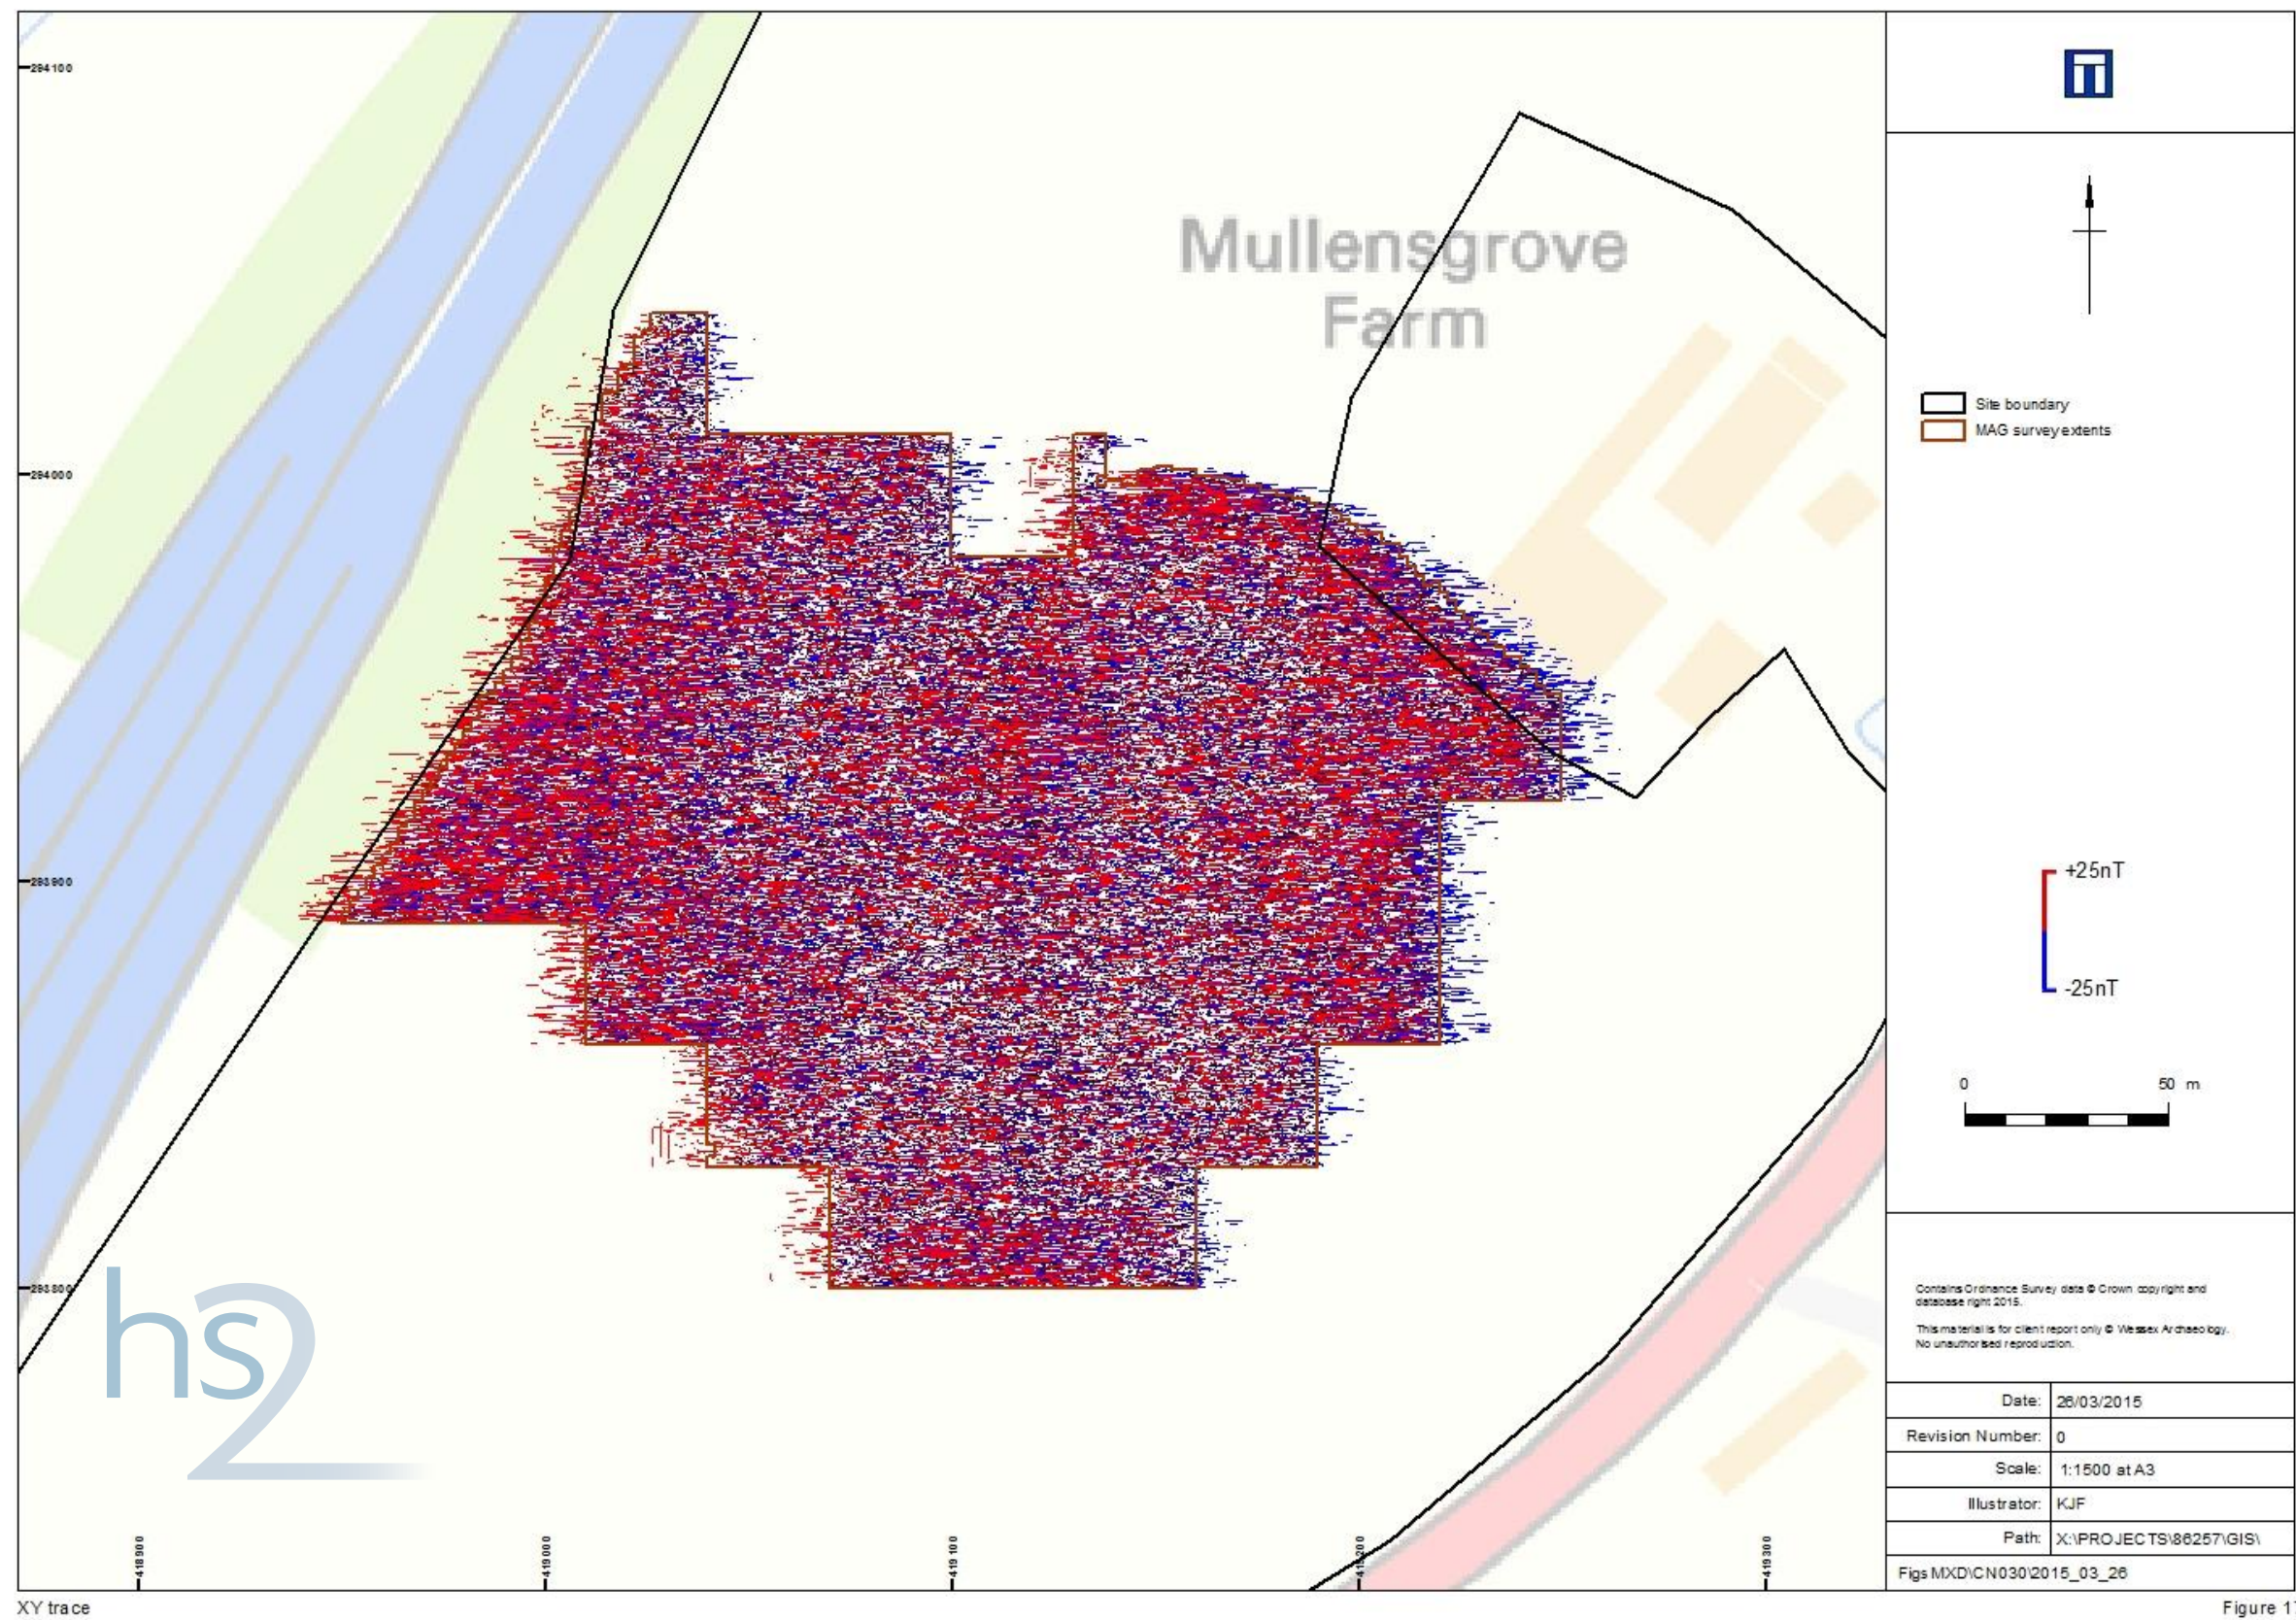 294100
294000
293900
293800
418900
419000
419100
419200
419300
Mullensgrove
Farm
hs2
Site boundary
MAG survey extents
+25nT
-25nT
0 50 m
Contains Ordnance Survey data © Crown copyright and
database right 2015.
This material is for client report only © Wessex Archaeology.
No unauthorised reproduction.
Date: 26/03/2015
Revision Number: 0
Scale: 1:1500 at A3
Illustrator: KJF
Path: X:\PROJECTS\86257\GIS\
Figs MXD\CN030\2015_03_26
XY trace
Figure 1